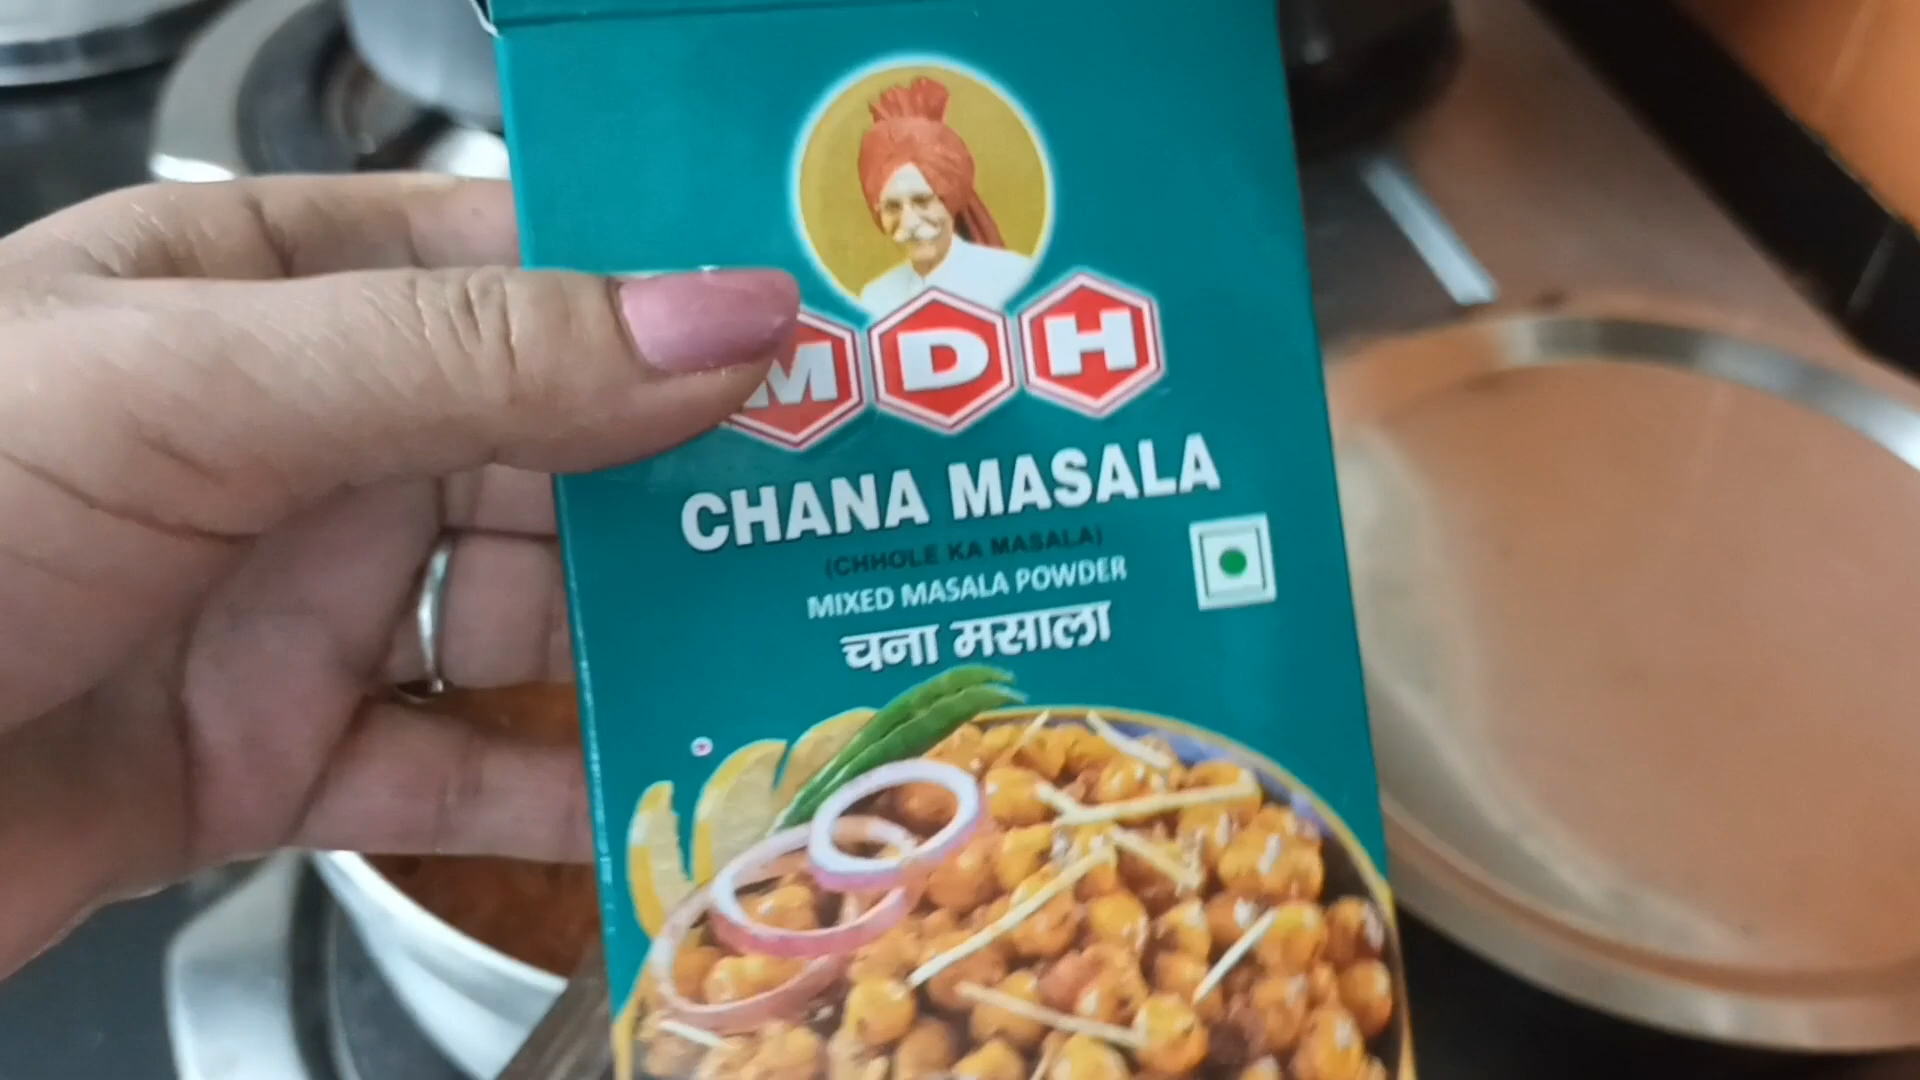 MDH
CHANA MASALA
(CHHOLE KA MASALA)
MIXED MASALA POWDER
चना मसाला